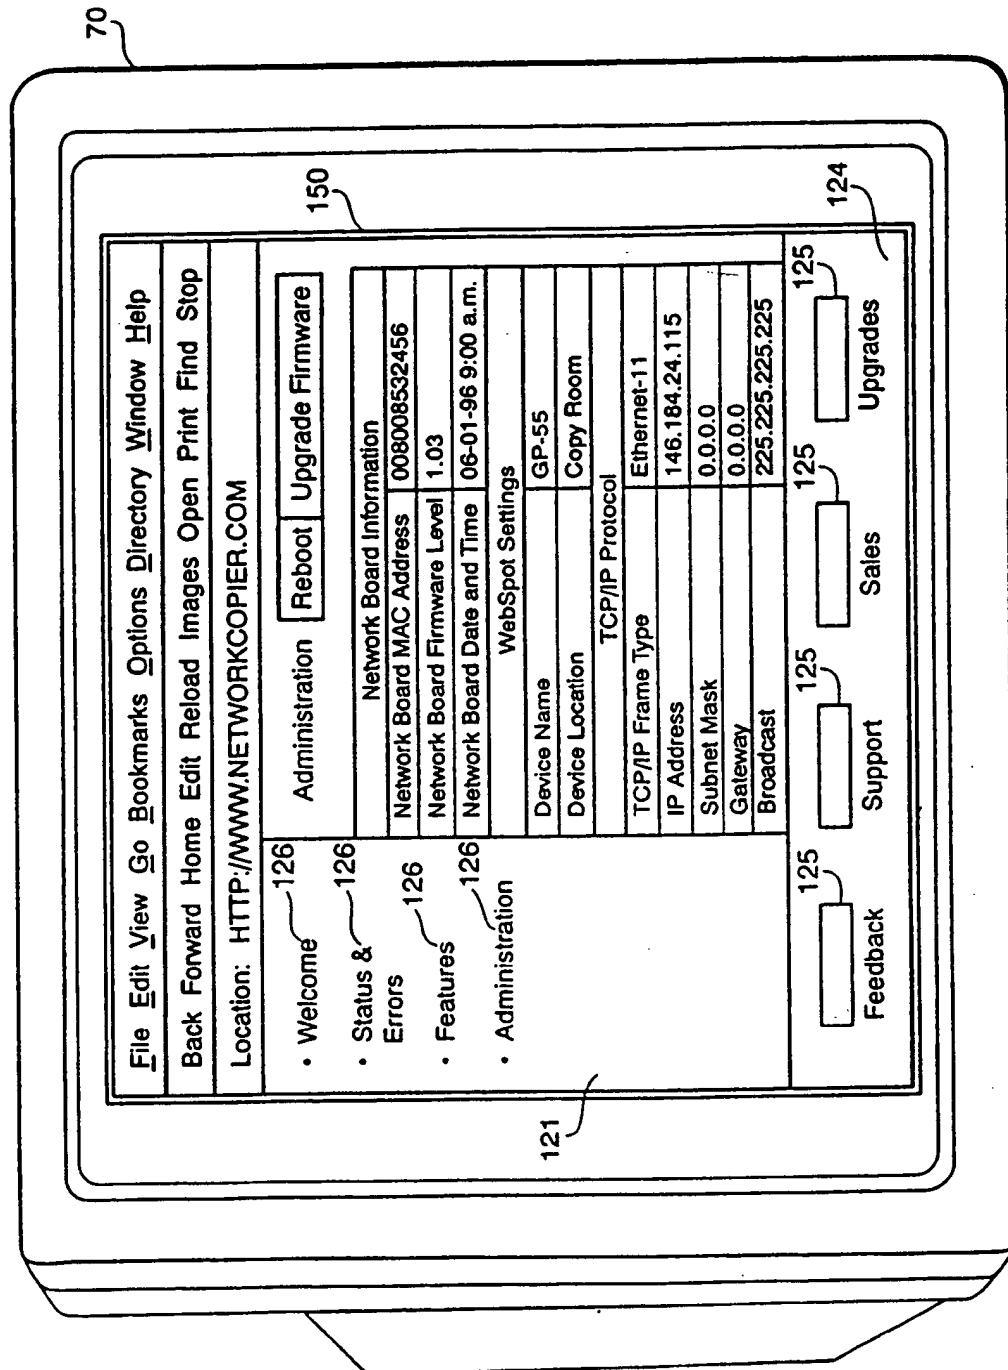 70
150
File Edit View Go Bookmarks Options Directory Window Help
Back Forward Home Edit Reload Images Open Print Find Stop
Location: HTTP://WWW.NETWORKCOPIER.COM
• Welcome 126
• Status & Errors 126
• Features 126
• Administration 126
121
Administration Reboot Upgrade Firmware
Network Board Information
Network Board MAC Address 008008532456
Network Board Firmware Level 1.03
Network Board Date and Time 06-01-96 9:00 a.m.
WebSpot Settings
Device Name GP-55
Device Location Copy Room
TCP/IP Protocol
TCP/IP Frame Type Ethernet-11
IP Address 146.184.24.115
Subnet Mask 0.0.0.0
Gateway 0.0.0.0
Broadcast 225.225.225.225
125 125 125 125
Feedback Support Sales Upgrades
124